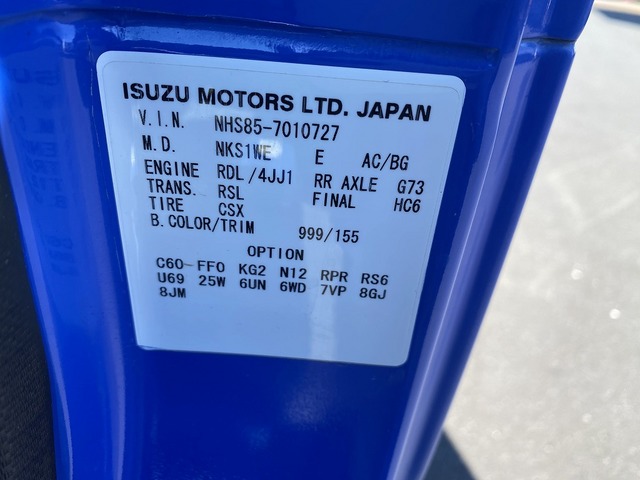 ISUZU MOTORS LTD. JAPAN
V.I.N. NHS85-7010727
M.D. NKS1WE E AC/BG
ENGINE RDL/4JJ1 RR AXLE G73
TRANS. RSL FINAL HC6
TIRE CSX
B.COLOR/TRIM 999/155
OPTION
C60-FF0 KG2 N12 RPR RS6
U69 25W 6UN 6WD 7VP 8GJ
8JM